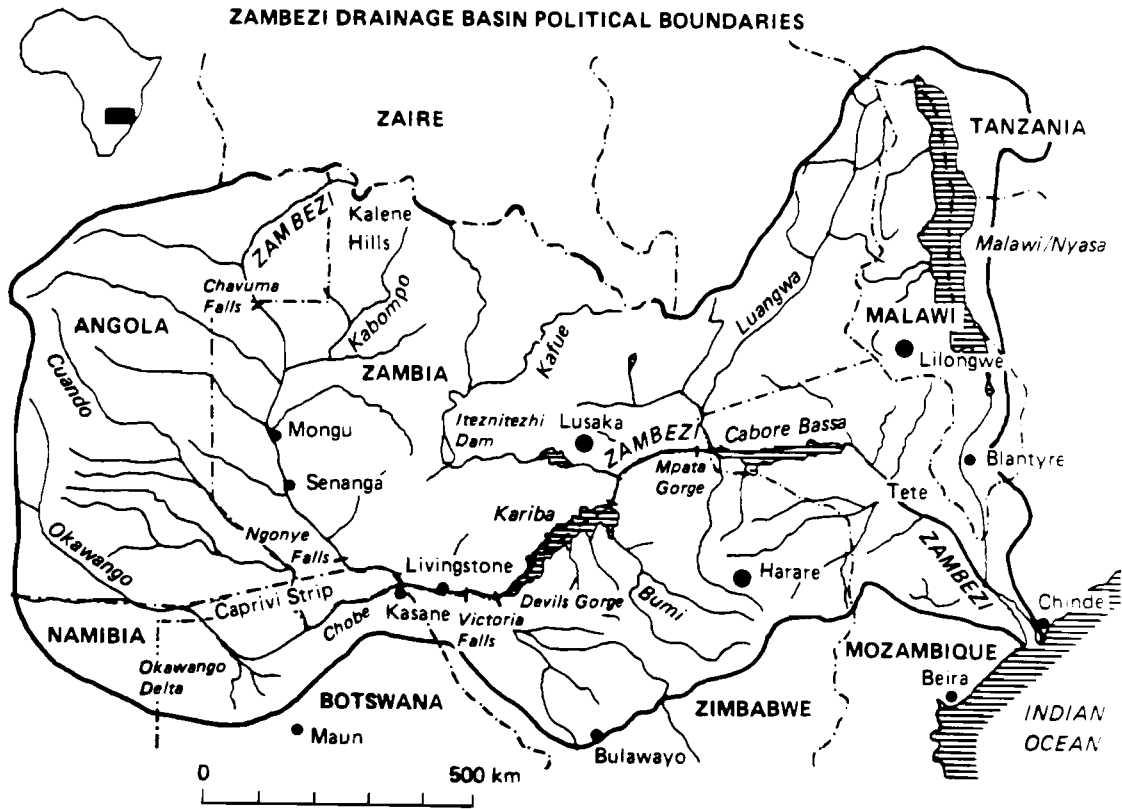 ZAMBEZI DRAINAGE BASIN POLITICAL BOUNDARIES
ZAIRE
TANZANIA
ZAMBEZI
Kalene
Hills
Malawi/Nyasa
Chavuma
Falls
Kabompo
Luangwa
ANGOLA
MALAWI
Kafue
Lilongwe
Cuando
ZAMBIA
Iteznitezhi
Dam
Lusaka
ZAMBEZI
Cabore Bassa
Mongu
Mpata
Gorge
Blantyre
Senanga
Tete
Kariba
Okawango
Ngonye
Falls
ZAMBEZI
Livingstone
Harare
Caprivi Strip
Chobe
Kasane
Victoria
Falls
Devils Gorge
Bumi
Chinde
NAMIBIA
MOZAMBIQUE
Okawango
Delta
Beira
BOTSWANA
ZIMBABWE
INDIAN
OCEAN
Maun
Bulawayo
0
500 km